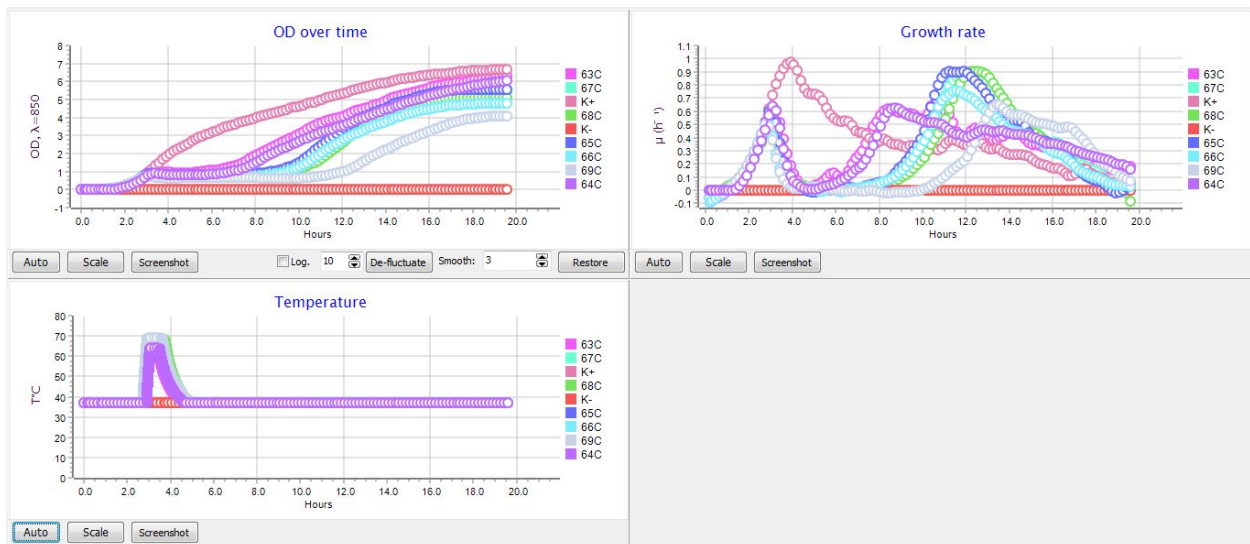 OD over time
8
7
6
5
4
3
2
1
0
-1
OD, λ=850
0.0 2.0 4.0 6.0 8.0 10.0 12.0 14.0 16.0 18.0 20.0
Hours
63C
67C
K+
68C
K-
65C
66C
69C
64C
Auto Scale Screenshot Log. 10 De-fluctuate Smooth: 3 Restore
Growth rate
1.1
1
0.9
0.8
0.7
0.6
0.5
0.4
0.3
0.2
0.1
0
-0.1
μ (h⁻¹)
0.0 2.0 4.0 6.0 8.0 10.0 12.0 14.0 16.0 18.0 20.0
Hours
63C
67C
K+
68C
K-
65C
66C
69C
64C
Auto Scale Screenshot
Temperature
80
70
60
50
40
30
20
10
0
T°C
0.0 2.0 4.0 6.0 8.0 10.0 12.0 14.0 16.0 18.0 20.0
Hours
63C
67C
K+
68C
K-
65C
66C
69C
64C
Auto Scale Screenshot